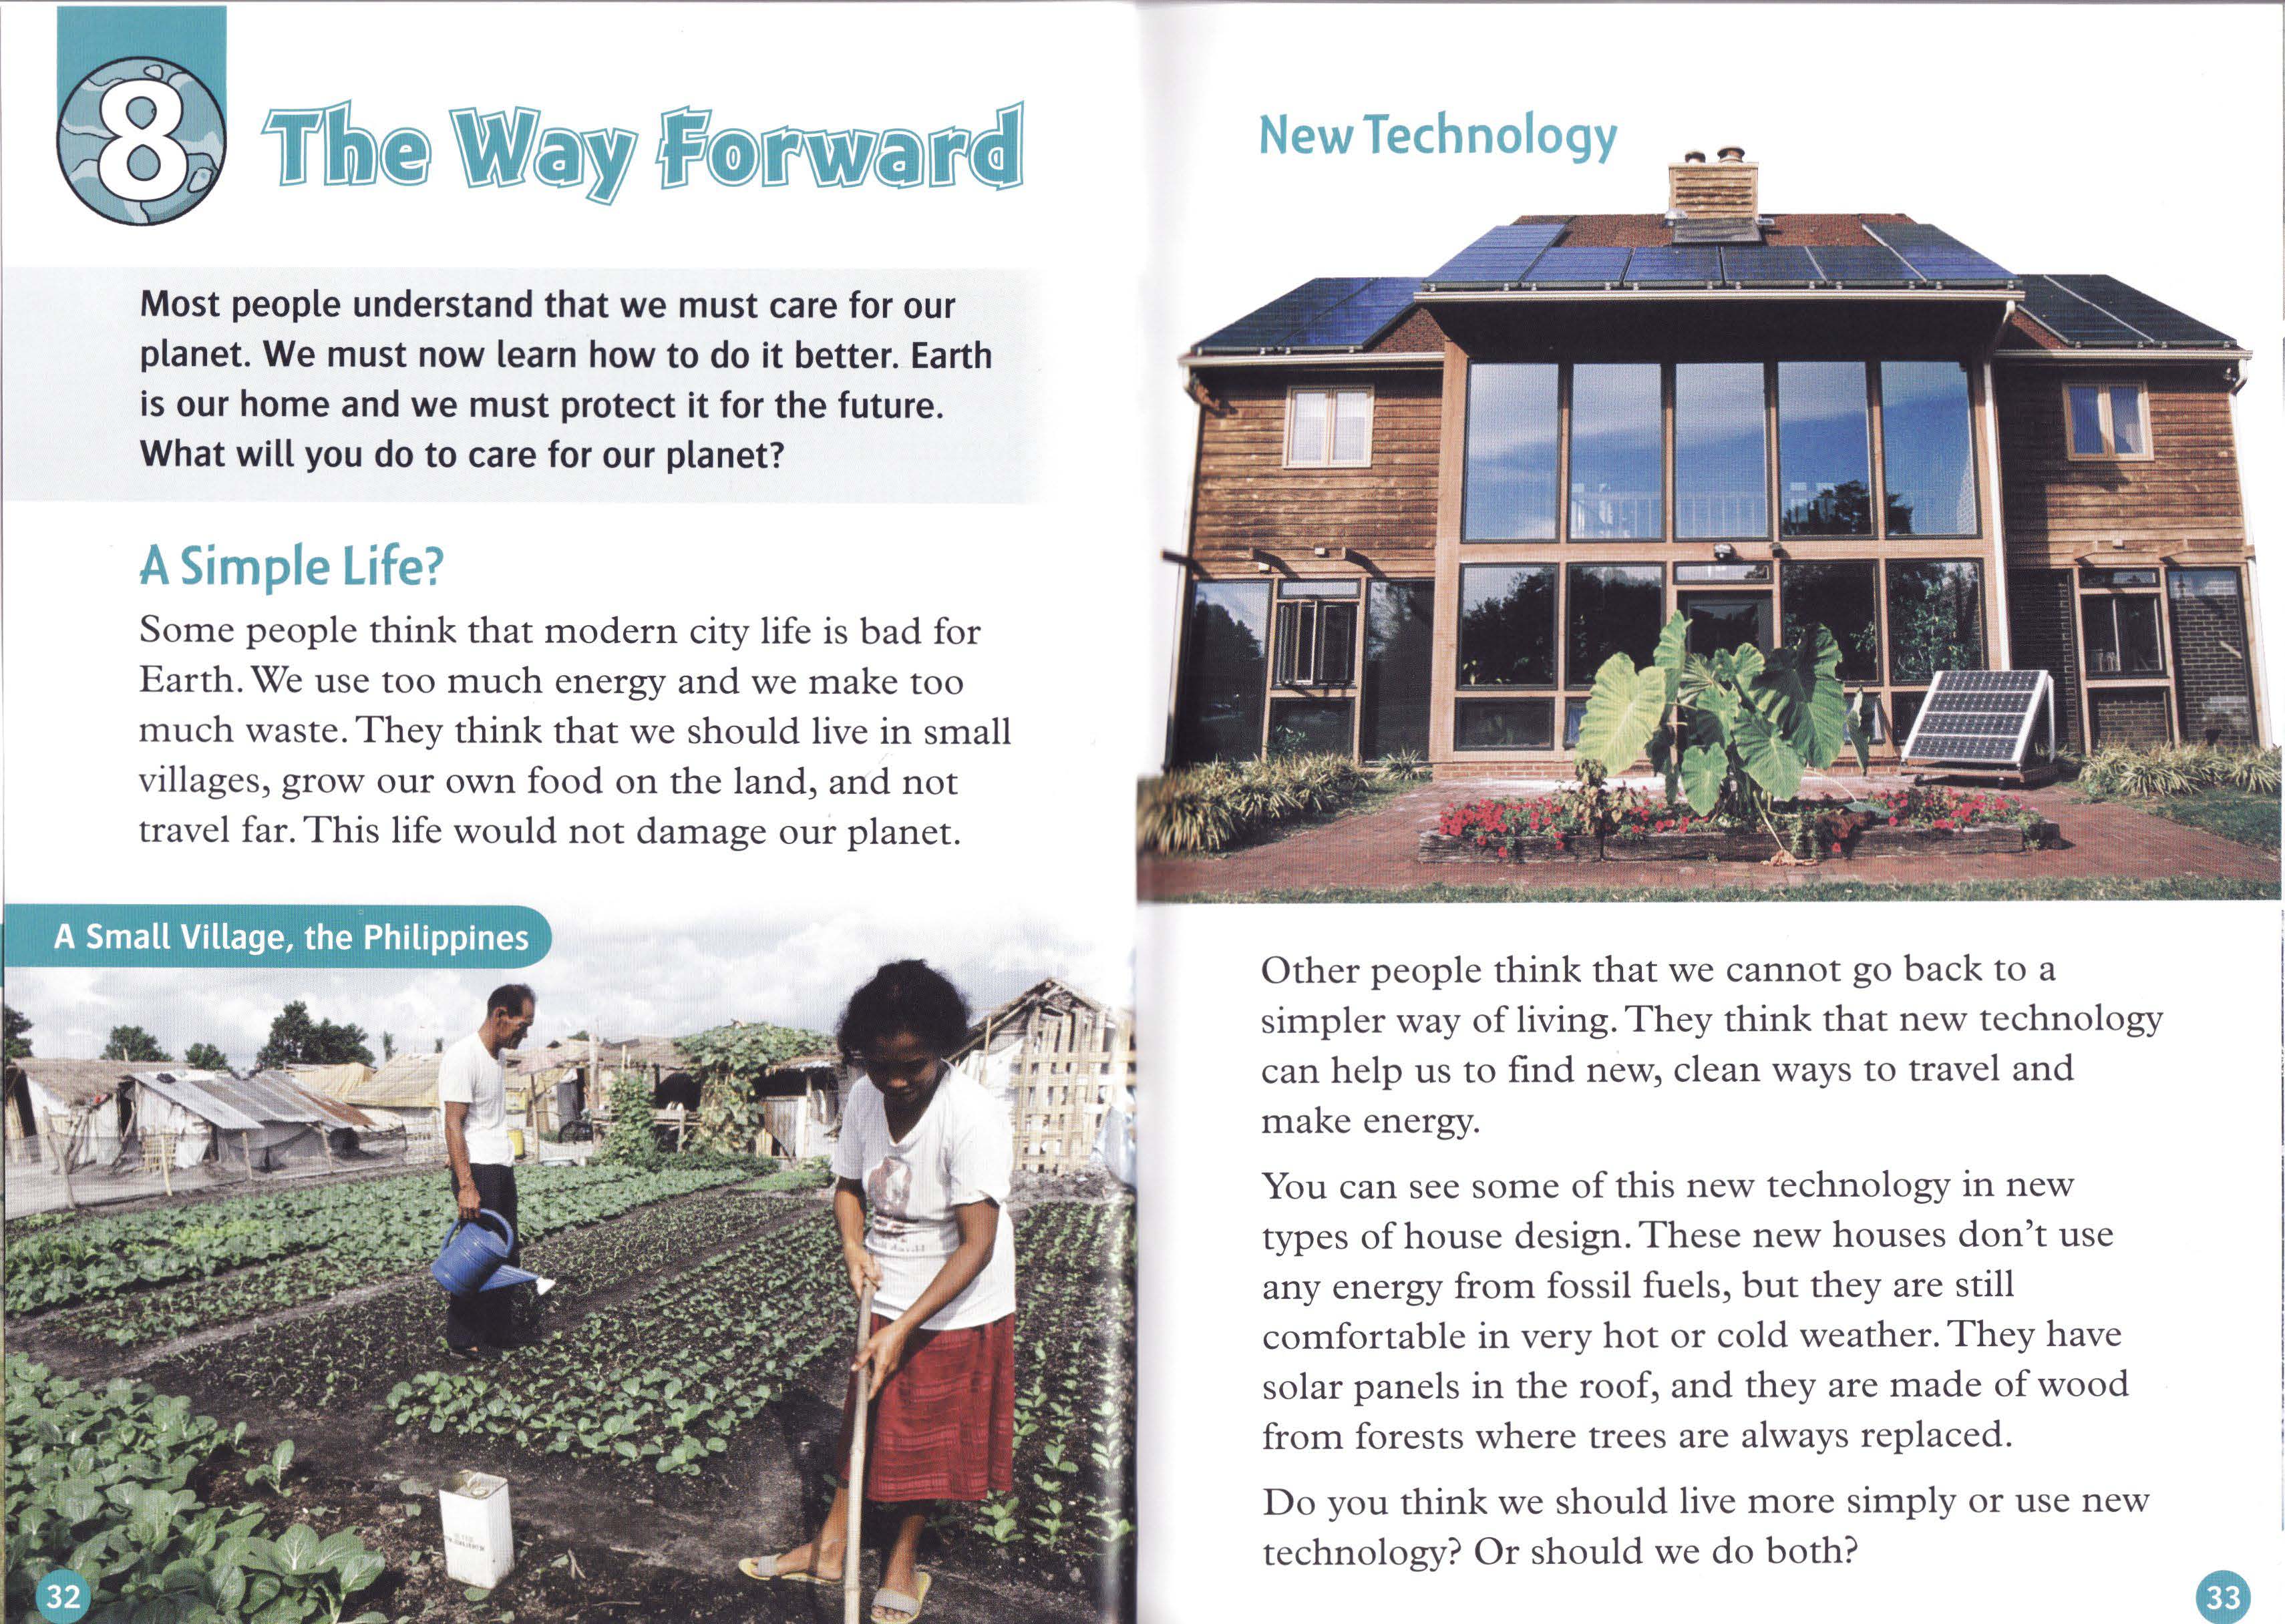 8
The Way Forward
Most people understand that we must care for our
planet. We must now learn how to do it better. Earth
is our home and we must protect it for the future.
What will you do to care for our planet?
A Simple Life?
Some people think that modern city life is bad for
Earth. We use too much energy and we make too
much waste. They think that we should live in small
villages, grow our own food on the land, and not
travel far. This life would not damage our planet.
A Small Village, the Philippines
32
New Technology
Other people think that we cannot go back to a
simpler way of living. They think that new technology
can help us to find new, clean ways to travel and
make energy.
You can see some of this new technology in new
types of house design. These new houses don't use
any energy from fossil fuels, but they are still
comfortable in very hot or cold weather. They have
solar panels in the roof, and they are made of wood
from forests where trees are always replaced.
Do you think we should live more simply or use new
technology? Or should we do both?
33